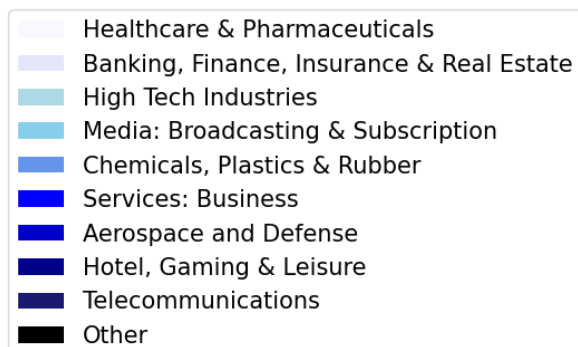 Healthcare & Pharmaceuticals
Banking, Finance, Insurance & Real Estate
High Tech Industries
Media: Broadcasting & Subscription
Chemicals, Plastics & Rubber
Services: Business
Aerospace and Defense
Hotel, Gaming & Leisure
Telecommunications
Other